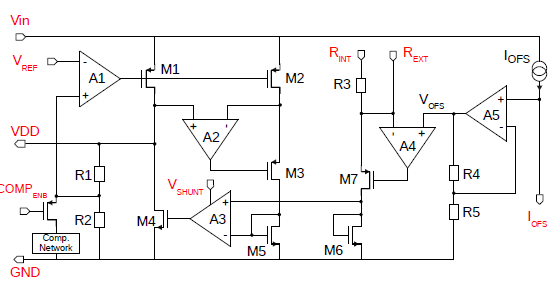 Vin
VREF
A1
M1
M2
RINT
REXT
IOFS
R3
VOFS
A5
VDD
A2
A4
R1
M3
M7
R4
COMPENB
VSHUNT
R2
M4
A3
R5
Comp.
Network
M5
M6
IOFS
GND